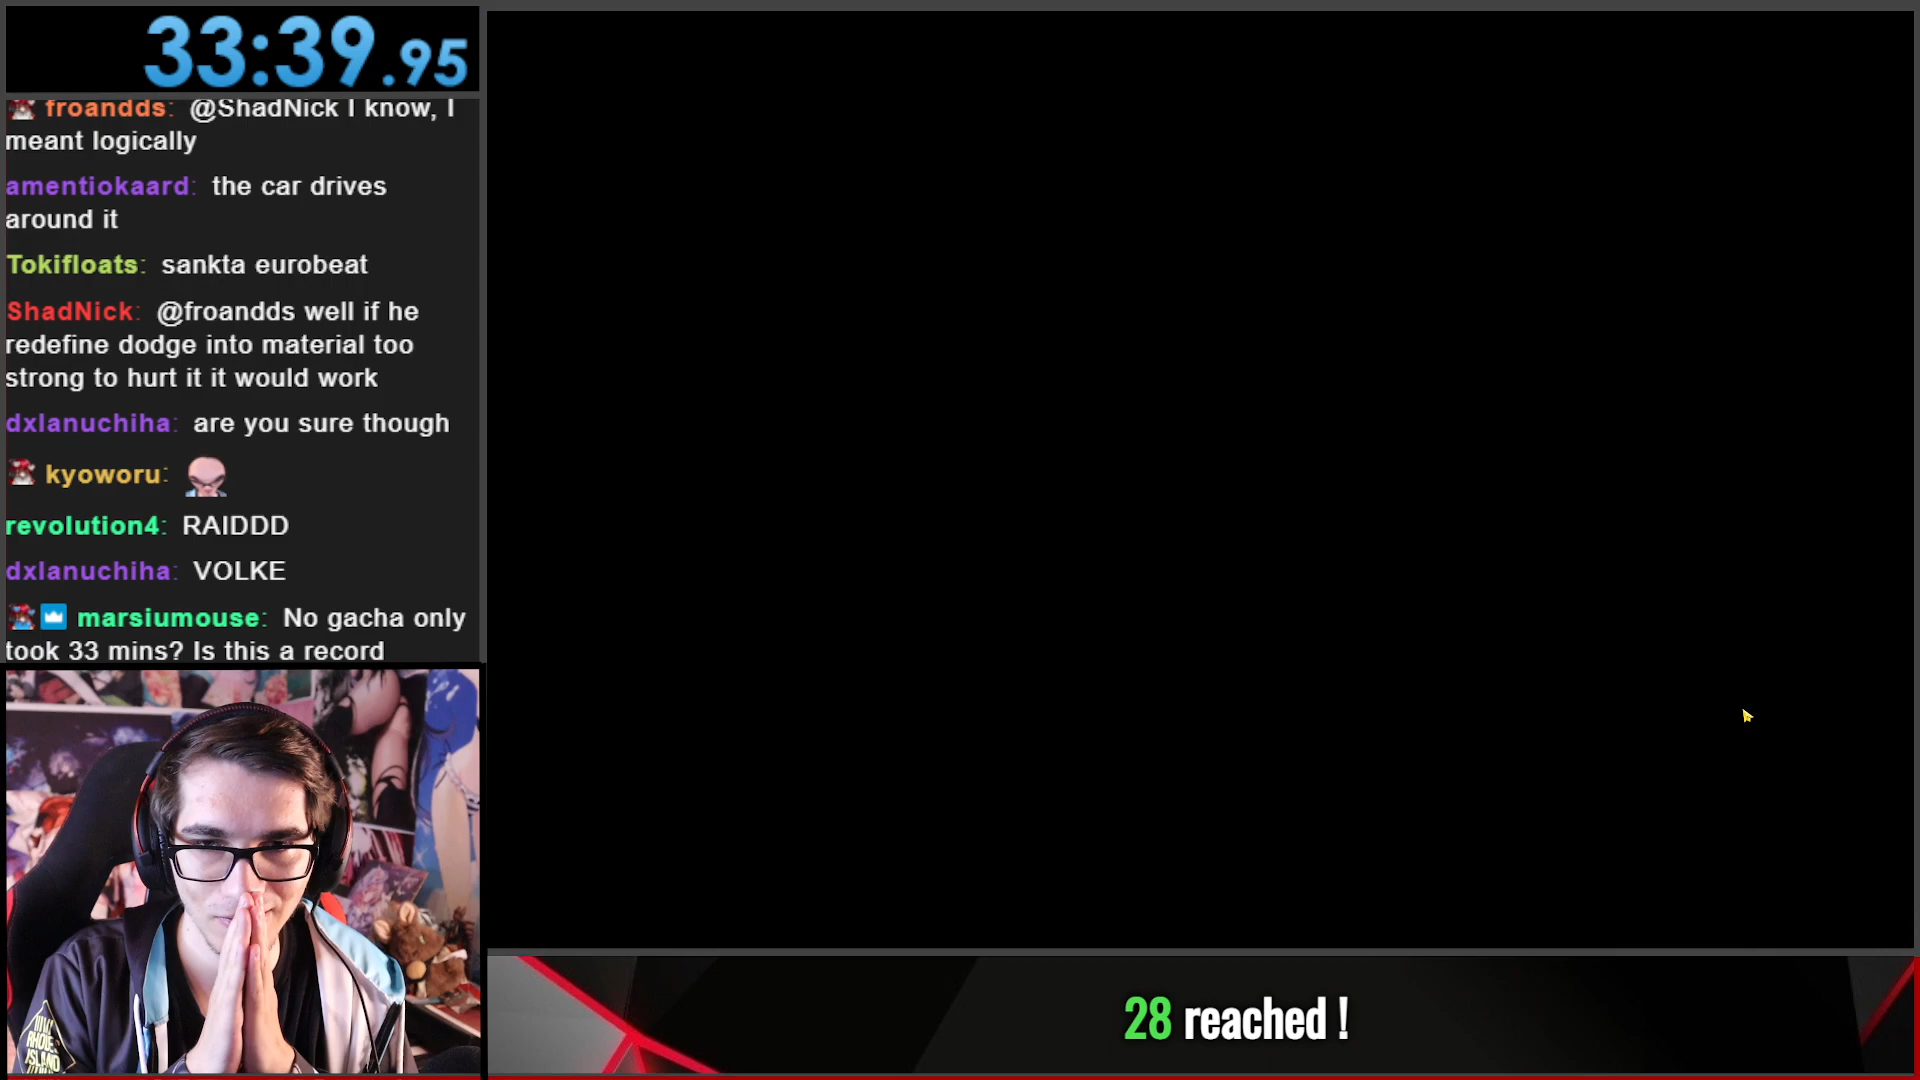 33:39.95
froandds: @ShadNick I know, I
meant logically
amentiokaard: the car drives
around it
Tokifloats: sankta eurobeat
ShadNick: @froandds well if he
redefine dodge into material too
strong to hurt it it would work
dxlanuchiha: are you sure though
kyoworu:
revolution4: RAIDDD
dxlanuchiha: VOLKE
marsiumouse: No gacha only
took 33 mins? Is this a record
RHODE
ISLAND
28 reached !